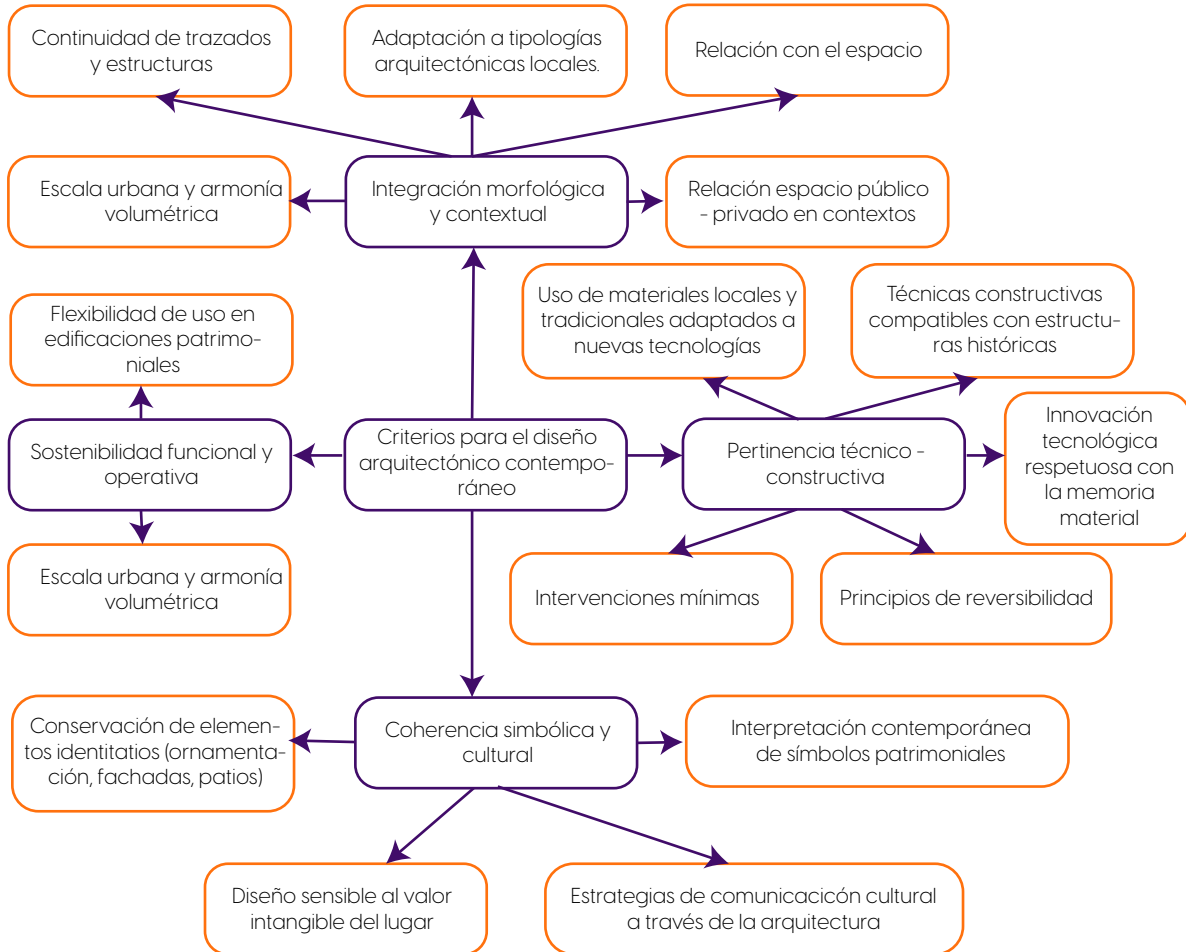 Continuidad de trazados
y estructuras
Adaptación a tipologías
arquitectónicas locales.
Relación con el espacio
Escala urbana y armonía
volumétrica
Integración morfológica
y contextual
Relación espacio público
- privado en contextos
Flexibilidad de uso en
edificaciones patrimo-
niales
Uso de materiales locales y
tradicionales adaptados a
nuevas tecnologías
Técnicas constructivas
compatibles con estructu-
ras históricas
Sostenibilidad funcional y
operativa
Criterios para el diseño
arquitectónico contempo-
ráneo
Pertinencia técnico -
constructiva
Innovación
tecnológica
respetuosa con
la memoria
material
Escala urbana y armonía
volumétrica
Intervenciones mínimas
Principios de reversibilidad
Conservación de elemen-
tos identitatios (ornamenta-
ción, fachadas, patios)
Coherencia simbólica y
cultural
Interpretación contemporánea
de símbolos patrimoniales
Diseño sensible al valor
intangible del lugar
Estrategias de comunicacicón cultural
a través de la arquitectura